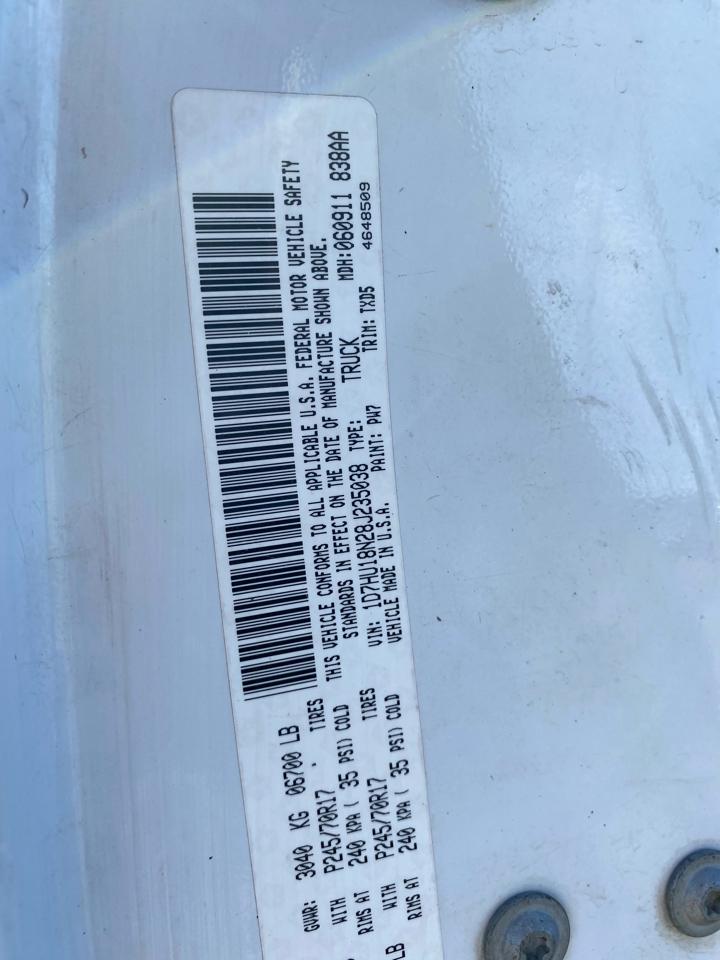 GVWR: 3040 KG 06700 LB
WITH P245/70R17 TIRES
RIMS AT 240 KPA ( 35 PSI) COLD
WITH P245/70R17 TIRES
RIMS AT 240 KPA ( 35 PSI) COLD
LB
THIS VEHICLE CONFORMS TO ALL APPLICABLE U.S.A. FEDERAL MOTOR VEHICLE SAFETY
STANDARDS IN EFFECT ON THE DATE OF MANUFACTURE SHOWN ABOVE.
VIN: 1D7HU18N28J235038 TYPE: TRUCK MDH:060911 838AA
VEHICLE MADE IN U.S.A. PAINT: PW7 TRIM: TXD5 4648509